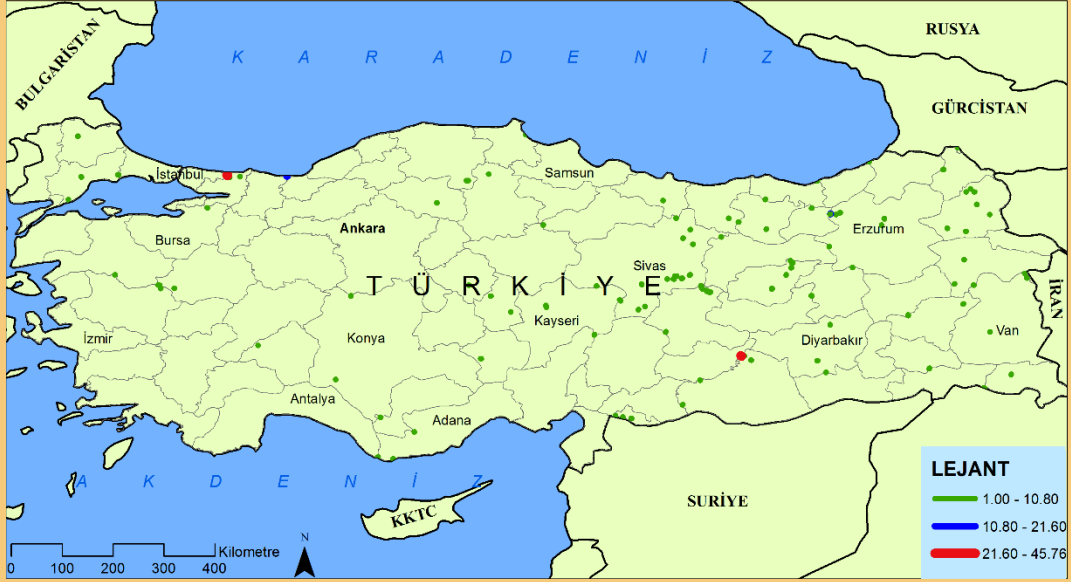 RUSYA
BULGARİSTAN
K A R A D E N İ Z
GÜRCİSTAN
İstanbul
Samsun
Bursa
Ankara
Erzurum
Sivas
T Ü R K İ Y E
İRAN
Kayseri
İzmir
Konya
Diyarbakır
Van
Antalya
Adana
A K D E N İ Z
SURİYE
KKTC
LEJANT
1.00 - 10.80
10.80 - 21.60
21.60 - 45.76
N
Kilometre
0 100 200 300 400